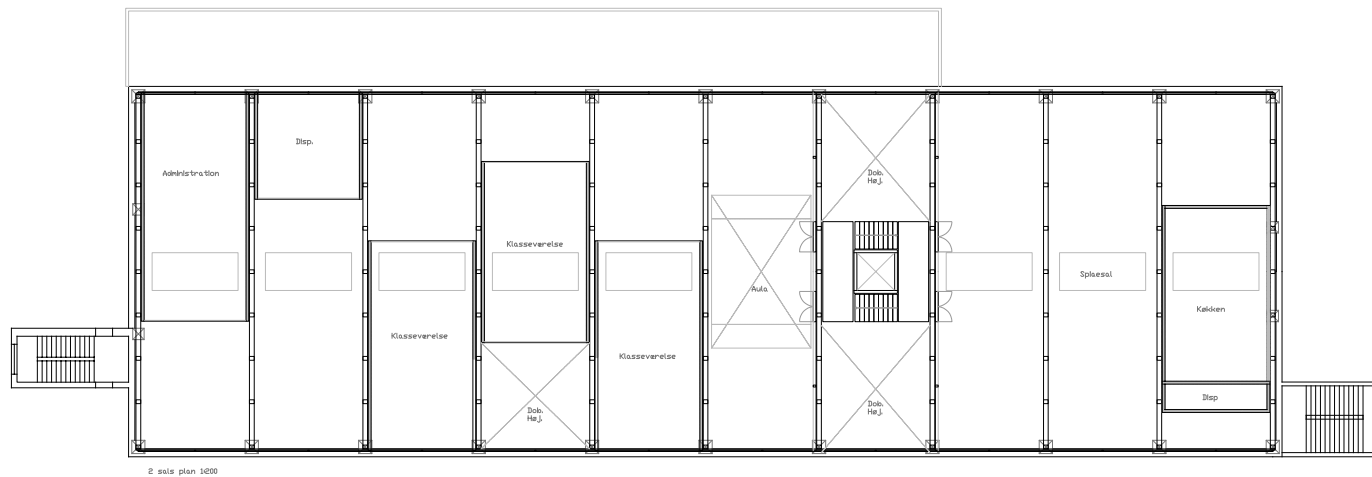 Disp.
Administration
Dob.
Høj.
Klasseværelse
Spiaesal
Aula
Køkken
Klasseværelse
Klasseværelse
Disp
Dob.
Høj.
Dob.
Høj.
2 sals plan 1:200